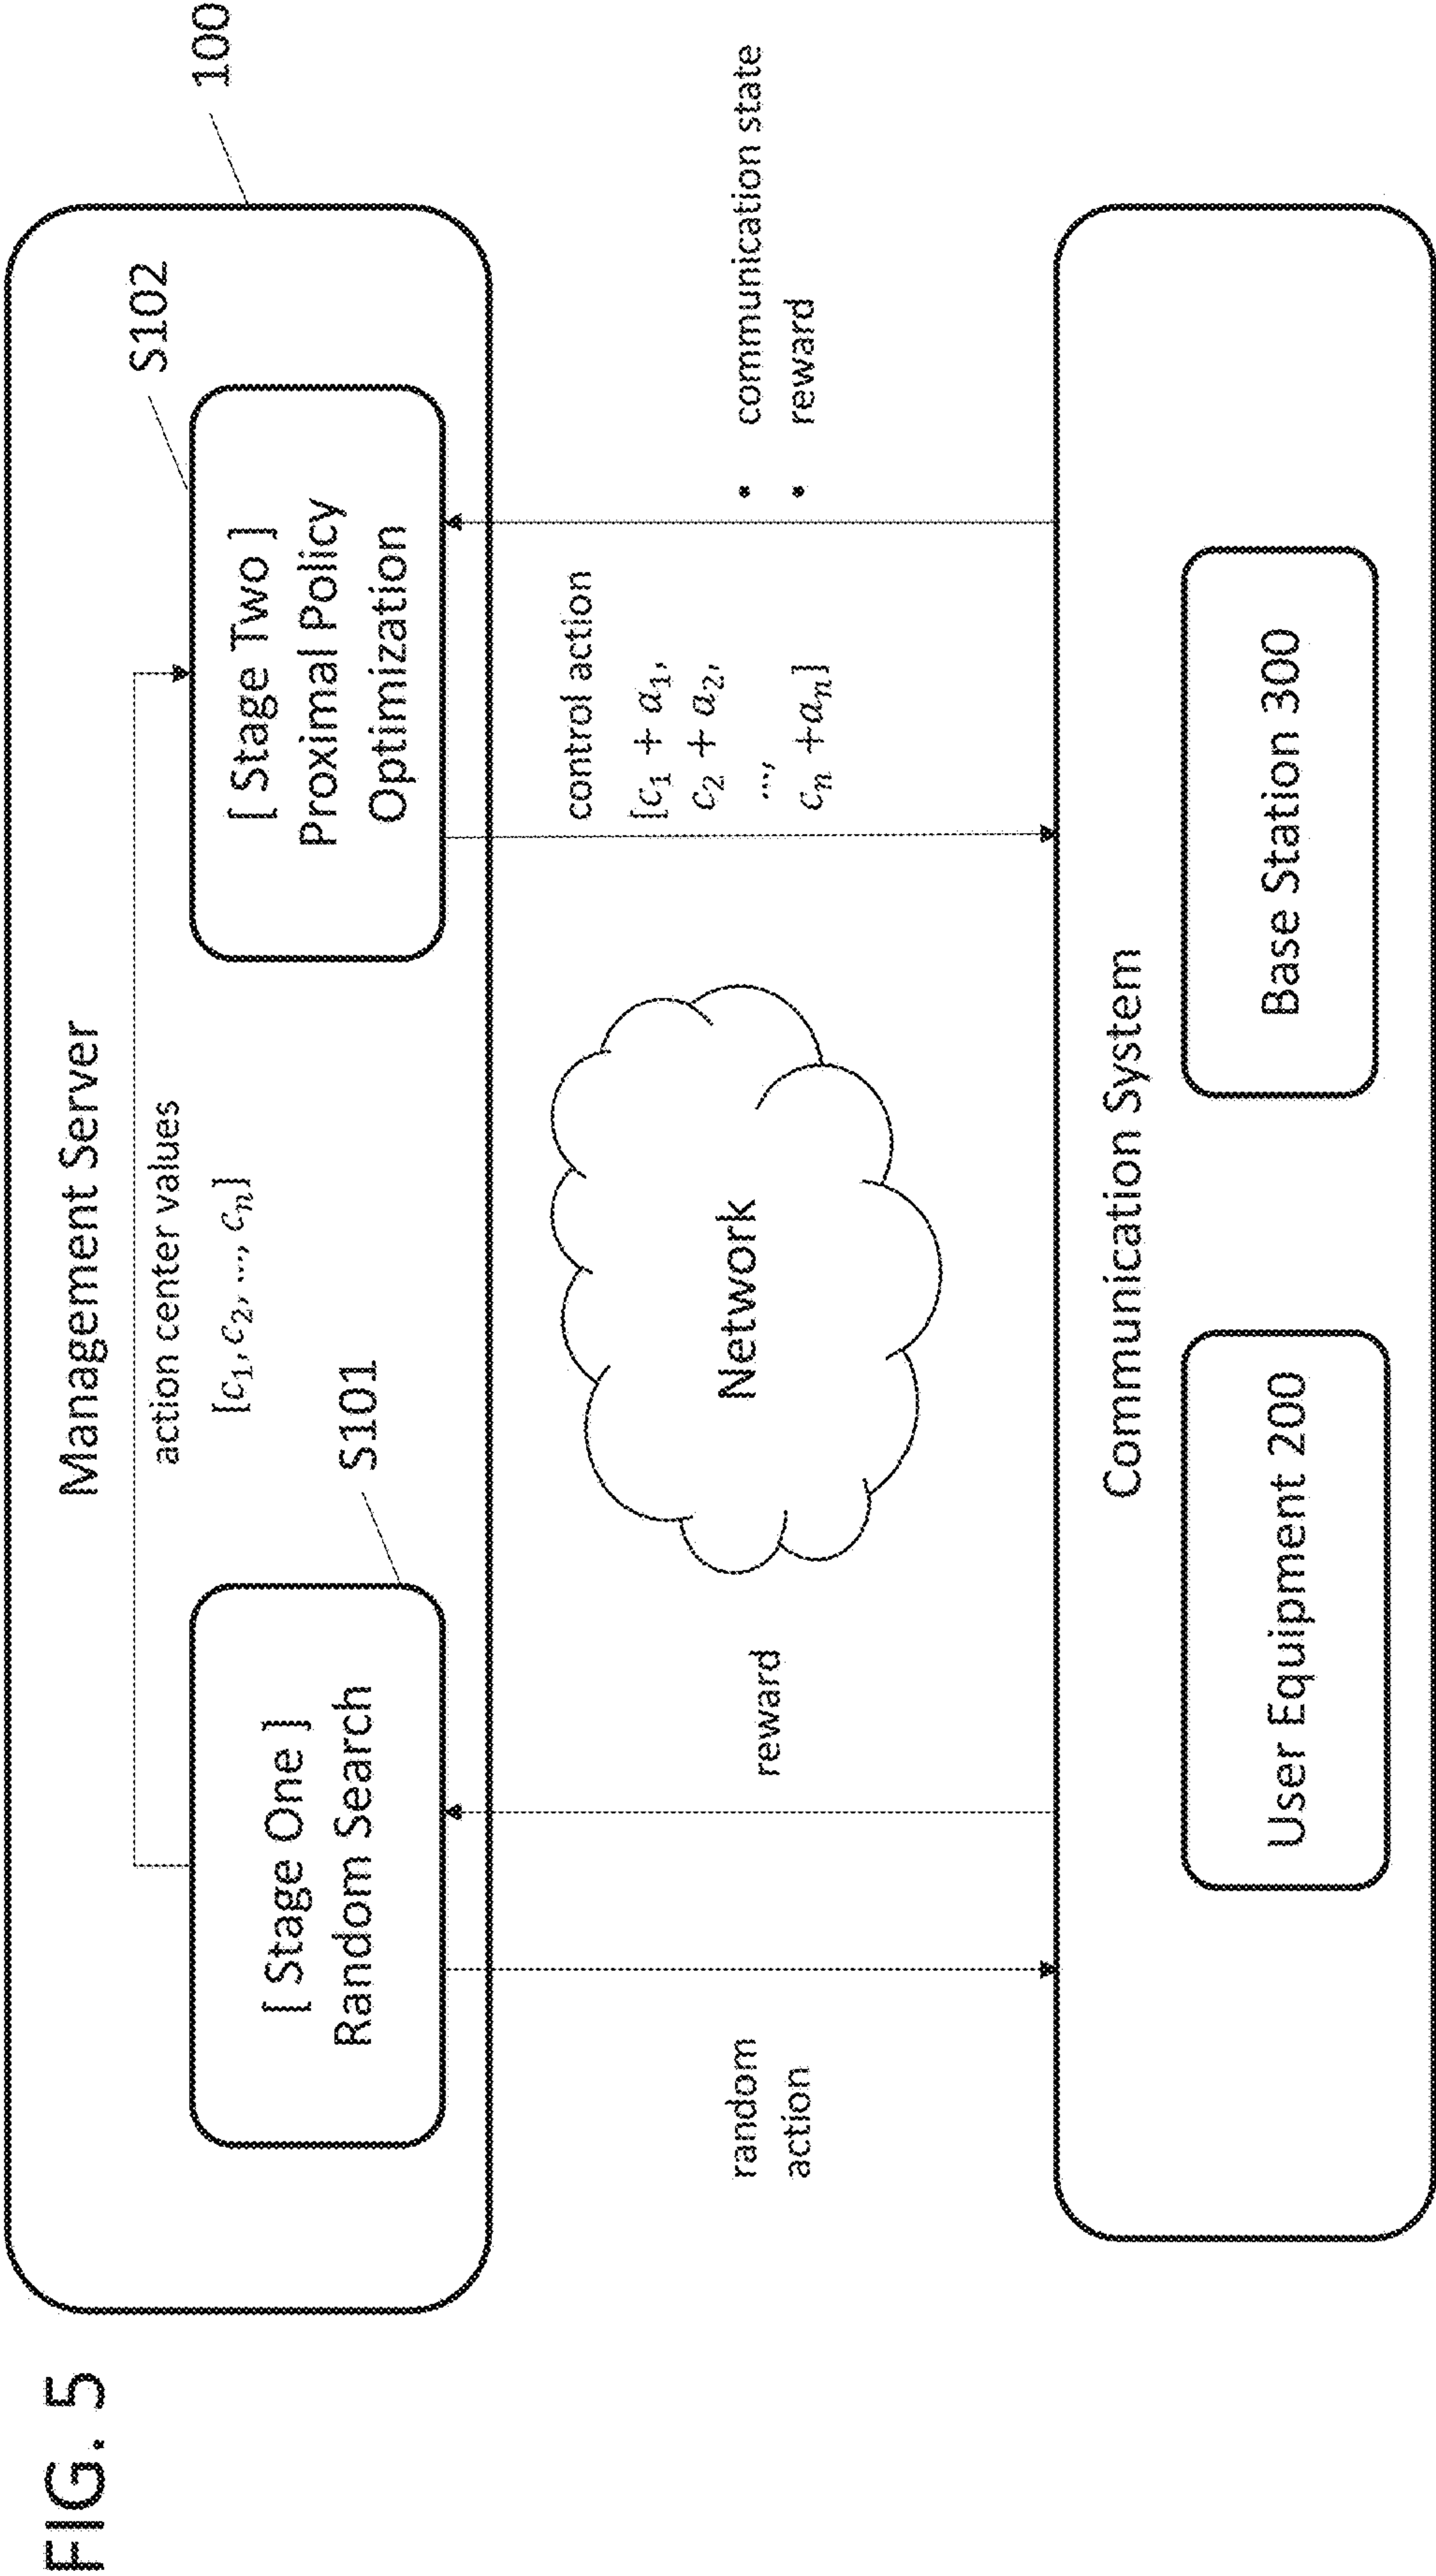 FIG. 5
Management Server
100
action center values
[c₁, c₂, ..., cₙ]
S101
[ Stage One ]
Random Search
S102
[ Stage Two ]
Proximal Policy
Optimization
random
action
reward
Network
control action
[c₁ + a₁,
c₂ + a₂,
...,
cₙ +aₙ]
• communication state
• reward
Communication System
User Equipment 200
Base Station 300